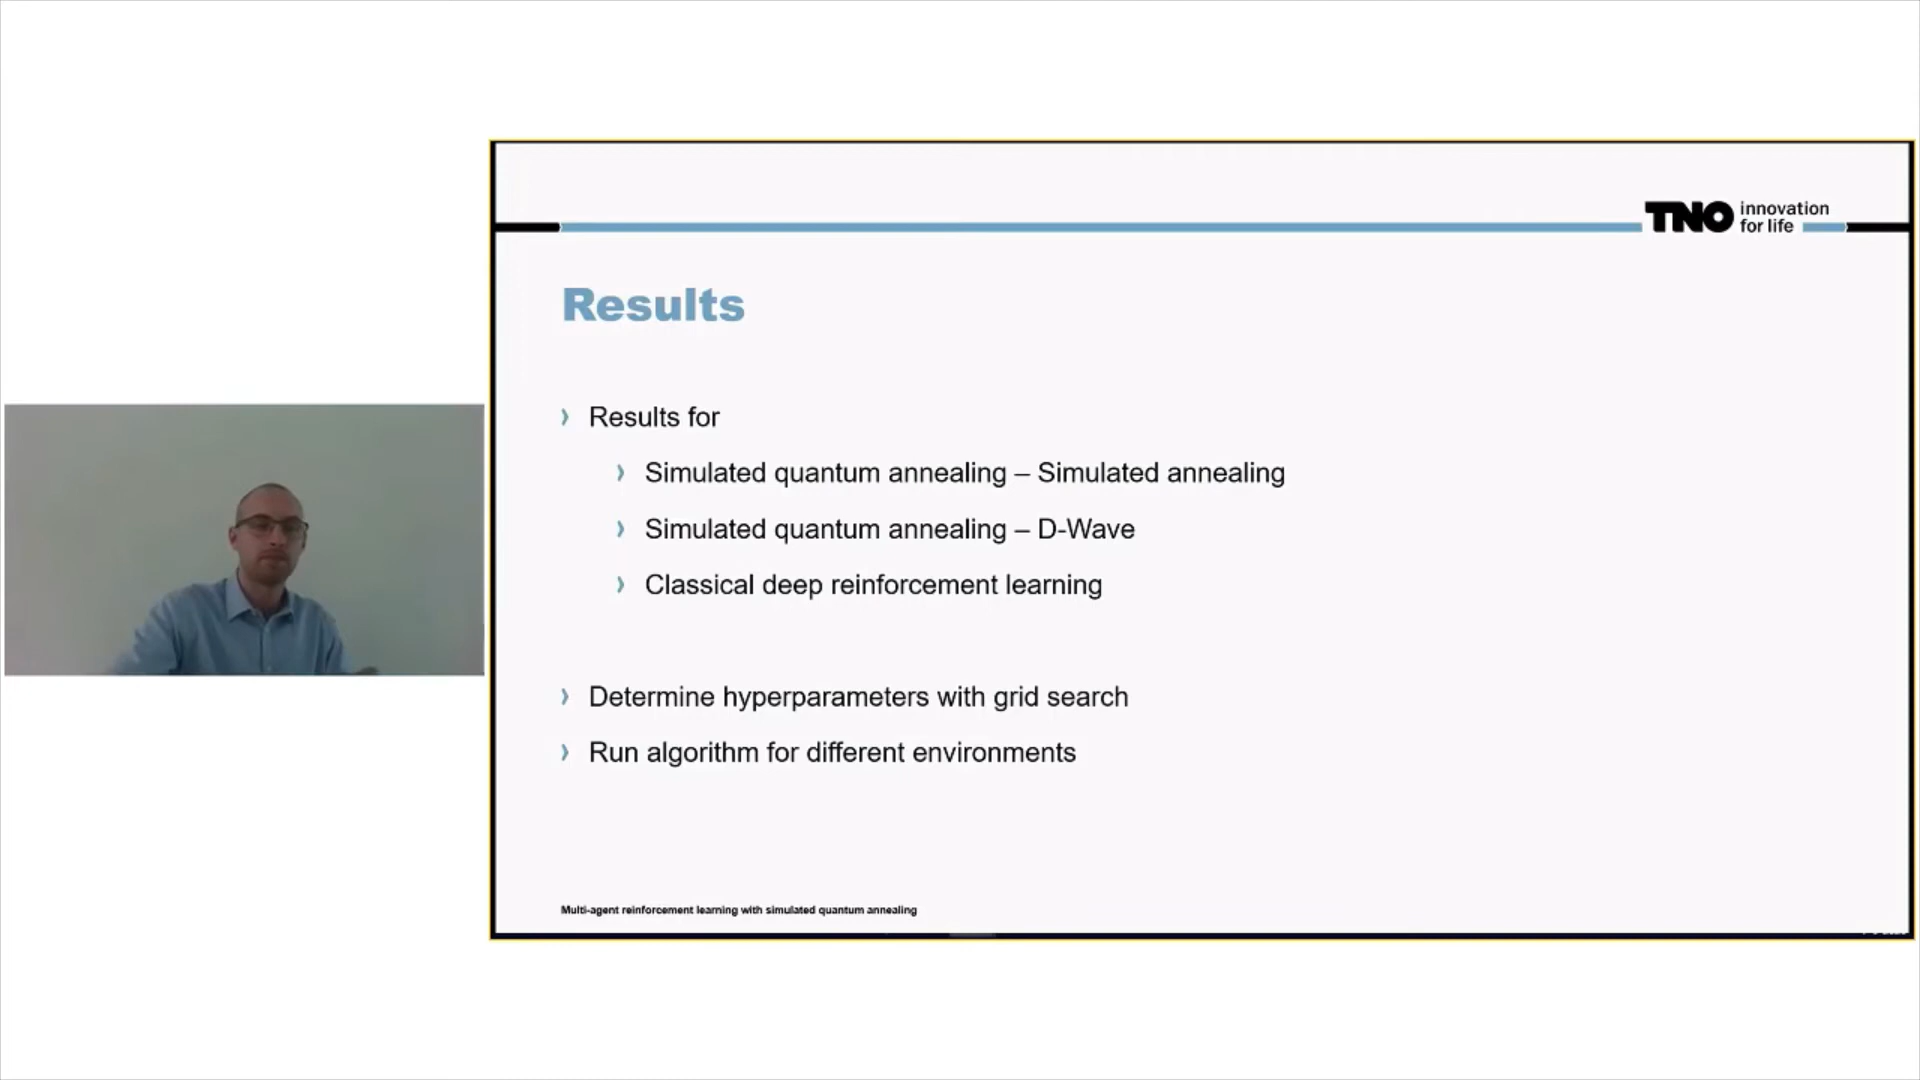 TNO innovation
for life
Results
Results for
Simulated quantum annealing – Simulated annealing
Simulated quantum annealing – D-Wave
Classical deep reinforcement learning
Determine hyperparameters with grid search
Run algorithm for different environments
Multi-agent reinforcement learning with simulated quantum annealing